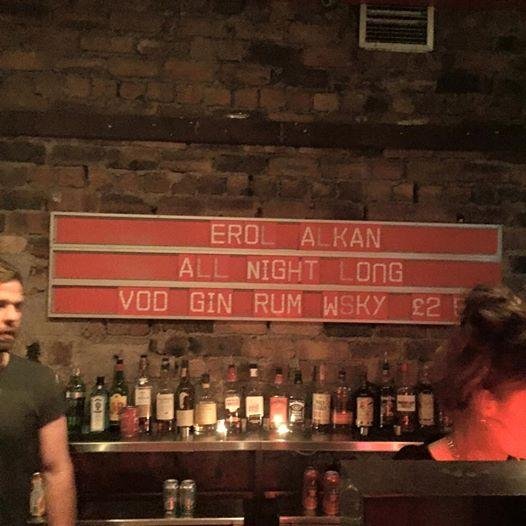 EROL ALKAN
ALL NIGHT LONG
VOD GIN RUM WSKY £2